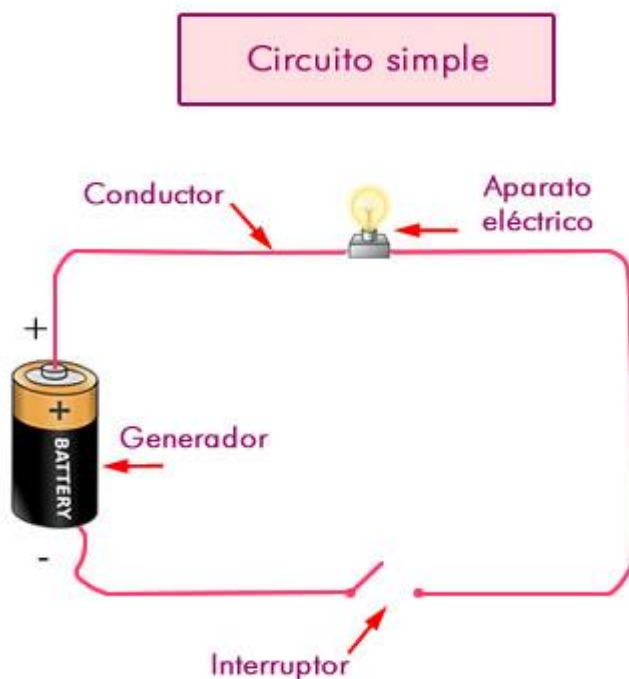 Circuito simple
Conductor
Aparato
eléctrico
+
+
BATTERY
Generador
-
Interruptor